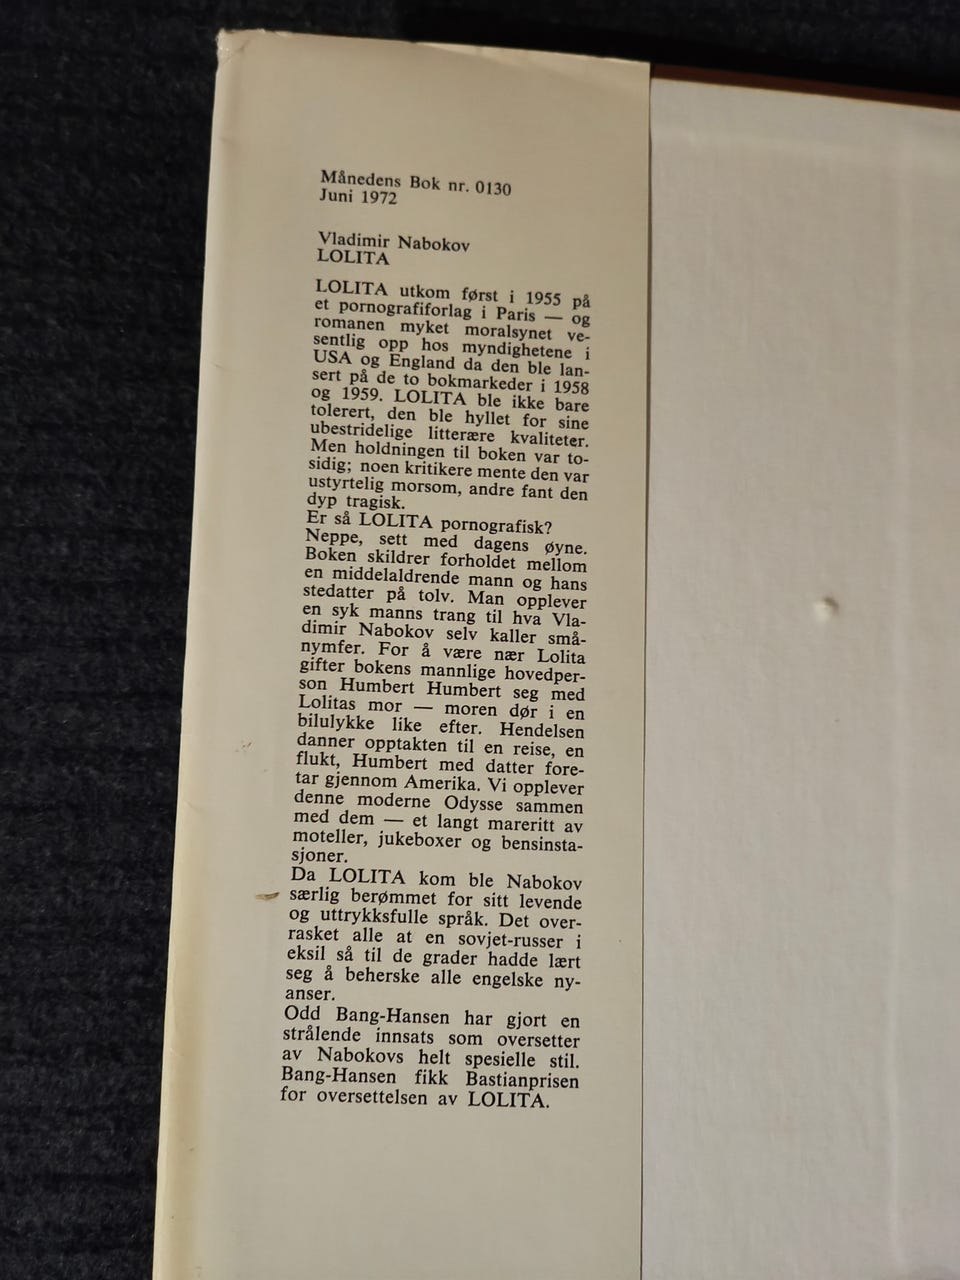 Månedens Bok nr. 0130
Juni 1972
Vladimir Nabokov
LOLITA
LOLITA utkom først i 1955 på
et pornografiforlag i Paris — og
romanen myket moralsynet ve-
sentlig opp hos myndighetene i
USA og England da den ble lan-
sert på de to bokmarkeder i 1958
og 1959. LOLITA ble ikke bare
tolerert, den ble hyllet for sine
ubestridelige litterære kvaliteter.
Men holdningen til boken var to-
sidig; noen kritikere mente den var
ustyrtelig morsom, andre fant den
dyp tragisk.
Er så LOLITA pornografisk?
Neppe, sett med dagens øyne.
Boken skildrer forholdet mellom
en middelaldrende mann og hans
stedatter på tolv. Man opplever
en syk manns trang til hva Vla-
dimir Nabokov selv kaller små-
nymfer. For å være nær Lolita
gifter bokens mannlige hovedper-
son Humbert Humbert seg med
Lolitas mor — moren dør i en
bilulykke like efter. Hendelsen
danner opptakten til en reise, en
flukt, Humbert med datter fore-
tar gjennom Amerika. Vi opplever
denne moderne Odysse sammen
med dem — et langt mareritt av
moteller, jukeboxer og bensinsta-
sjoner.
Da LOLITA kom ble Nabokov
særlig berømmet for sitt levende
og uttrykksfulle språk. Det over-
rasket alle at en sovjet-russer i
eksil så til de grader hadde lært
seg å beherske alle engelske ny-
anser.
Odd Bang-Hansen har gjort en
strålende innsats som oversetter
av Nabokovs helt spesielle stil.
Bang-Hansen fikk Bastianprisen
for oversettelsen av LOLITA.